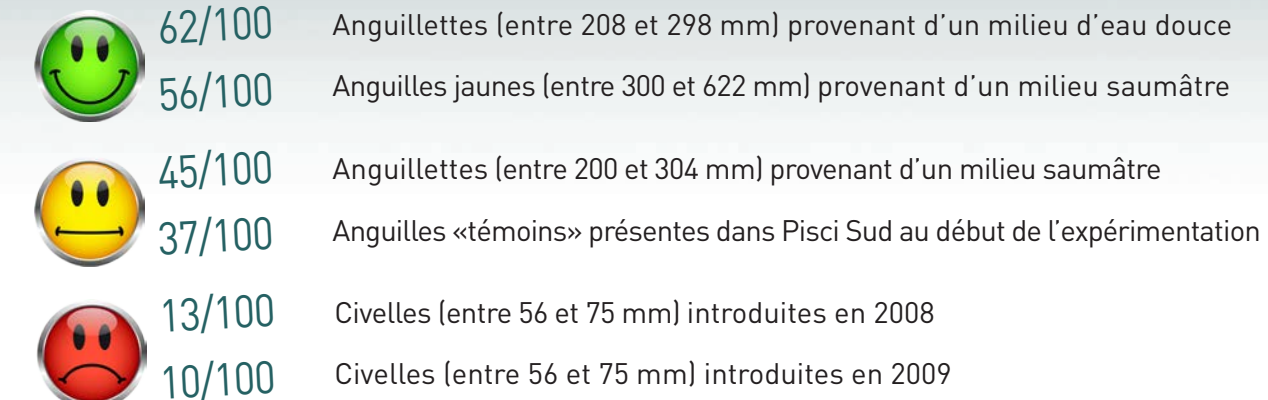 62/100 Anguillettes (entre 208 et 298 mm) provenant d’un milieu d’eau douce
56/100 Anguilles jaunes (entre 300 et 622 mm) provenant d’un milieu saumâtre
45/100 Anguillettes (entre 200 et 304 mm) provenant d’un milieu saumâtre
37/100 Anguilles «témoins» présentes dans Pisci Sud au début de l’expérimentation
13/100 Civelles (entre 56 et 75 mm) introduites en 2008
10/100 Civelles (entre 56 et 75 mm) introduites en 2009